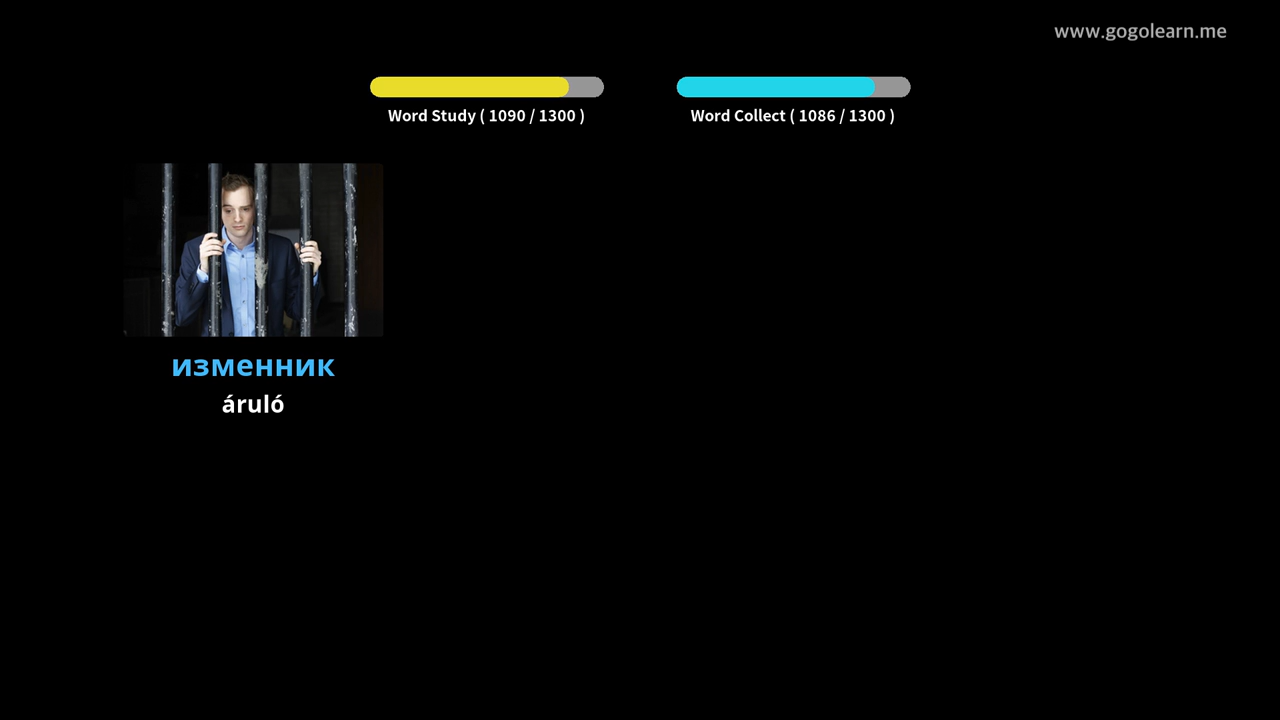 www.gogolearn.me
Word Study ( 1090 / 1300 )
Word Collect ( 1086 / 1300 )
изменник
áruló